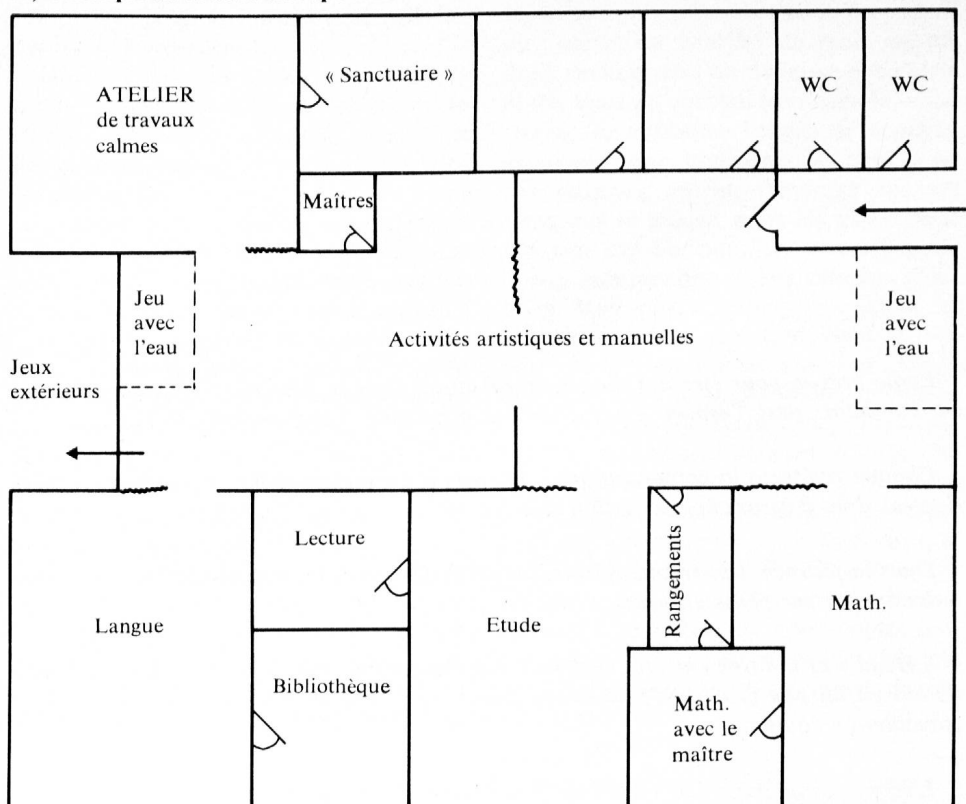 ATELIER
de travaux
calmes
« Sanctuaire »
WC
WC
Maîtres
Jeu
avec
l'eau
Jeu
avec
l'eau
Activités artistiques et manuelles
Jeux
extérieurs
Lecture
Langue
Bibliothèque
Etude
Rangements
Math.
Math.
avec le
maître